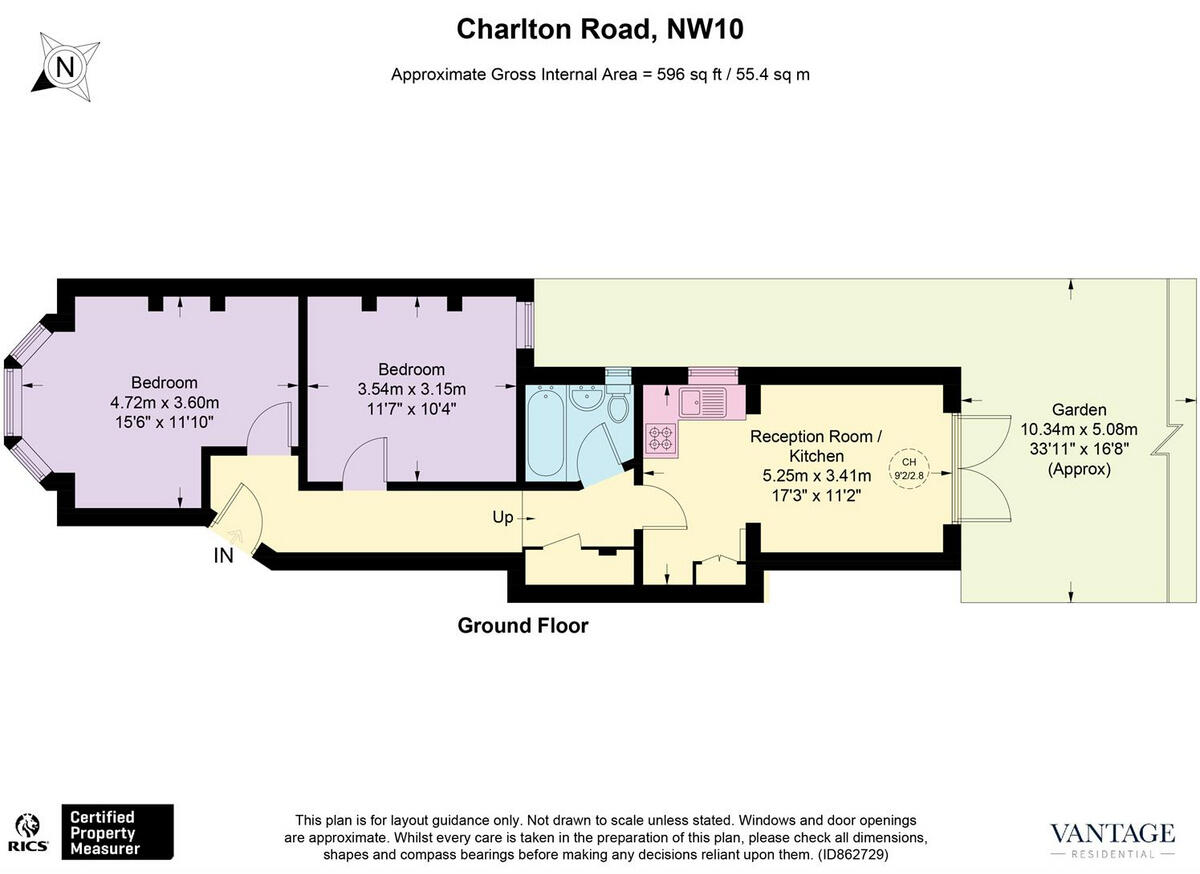 Charlton Road, NW10
Approximate Gross Internal Area = 596 sq ft / 55.4 sq m
N
Bedroom
4.72m x 3.60m
15'6" x 11'10"
Bedroom
3.54m x 3.15m
11'7" x 10'4"
Reception Room /
Kitchen
5.25m x 3.41m
17'3" x 11'2"
CH
9'2/2.8
Garden
10.34m x 5.08m
33'11" x 16'8"
(Approx)
Up
IN
Ground Floor
RICS
Certified
Property
Measurer
This plan is for layout guidance only. Not drawn to scale unless stated. Windows and door openings
are approximate. Whilst every care is taken in the preparation of this plan, please check all dimensions,
shapes and compass bearings before making any decisions reliant upon them. (ID862729)
VANTAGE
RESIDENTIAL